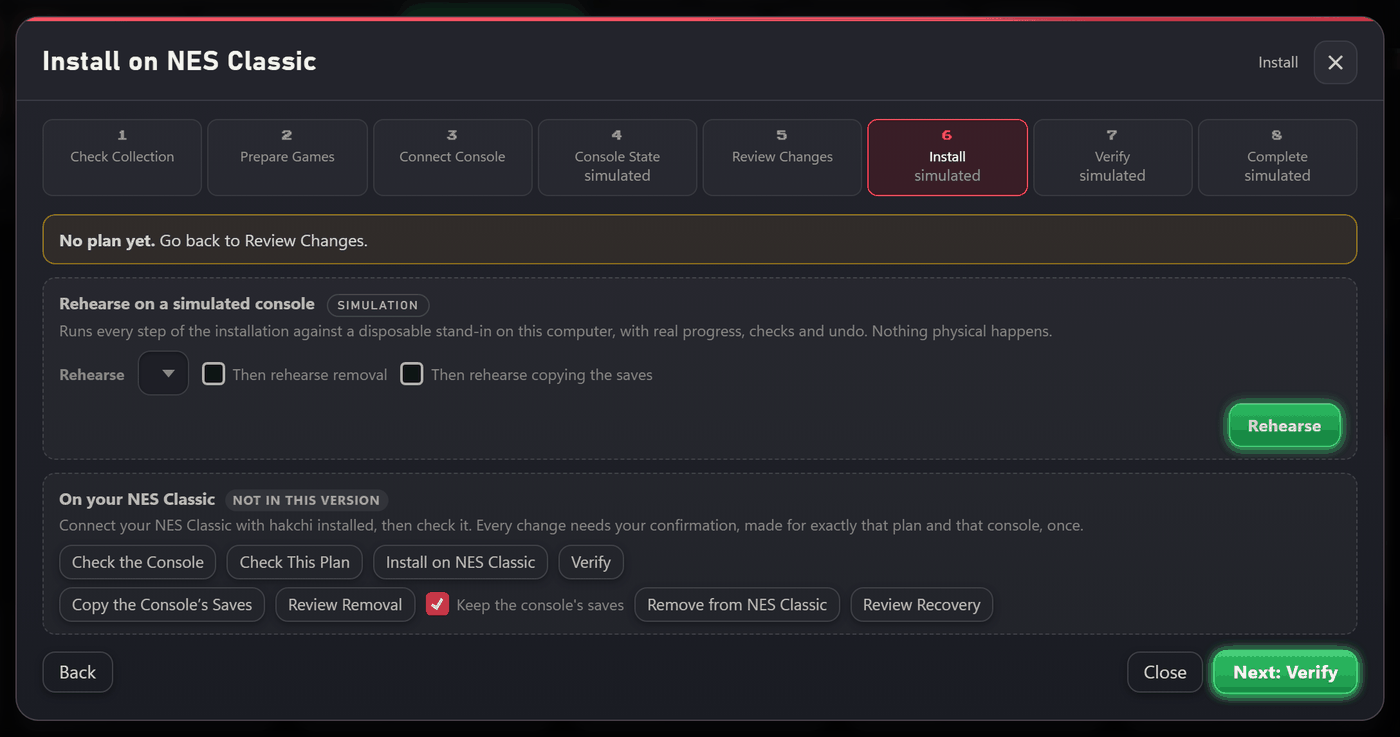 Install on NES Classic
Install
1
Check Collection
2
Prepare Games
3
Connect Console
4
Console State
simulated
5
Review Changes
6
Install
simulated
7
Verify
simulated
8
Complete
simulated
No plan yet. Go back to Review Changes.
Rehearse on a simulated console SIMULATION
Runs every step of the installation against a disposable stand-in on this computer, with real progress, checks and undo. Nothing physical happens.
Rehearse Then rehearse removal Then rehearse copying the saves
Rehearse
On your NES Classic NOT IN THIS VERSION
Connect your NES Classic with hakchi installed, then check it. Every change needs your confirmation, made for exactly that plan and that console, once.
Check the Console Check This Plan Install on NES Classic Verify
Copy the Console’s Saves Review Removal Keep the console's saves Remove from NES Classic Review Recovery
Back Close Next: Verify